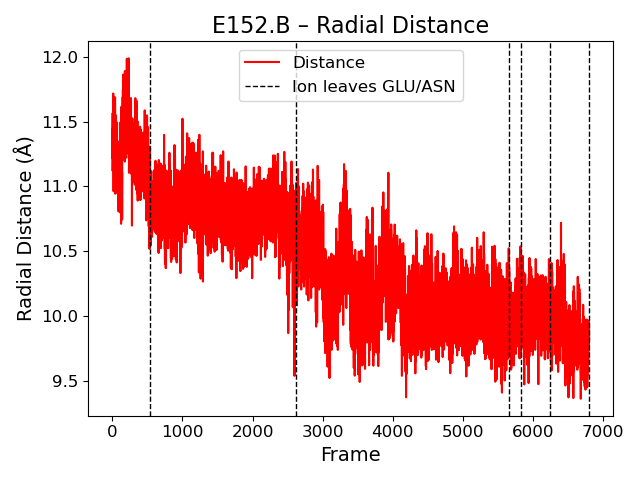 E152.B – Radial Distance
Distance
Ion leaves GLU/ASN
12.0
11.5
11.0
10.5
10.0
9.5
Radial Distance (Å)
0 1000 2000 3000 4000 5000 6000 7000
Frame